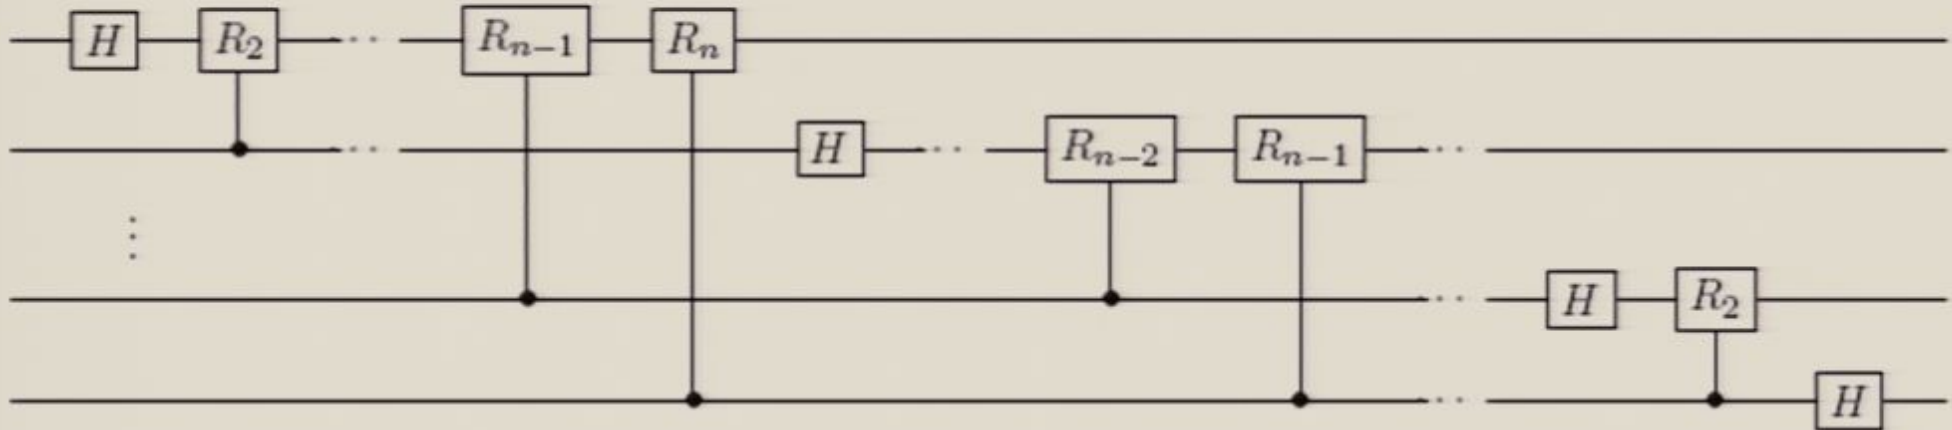 H R₂ ·· Rₙ₋₁ Rₙ
·· H ·· Rₙ₋₂ Rₙ₋₁ ··
⋮
·· H R₂
·· H